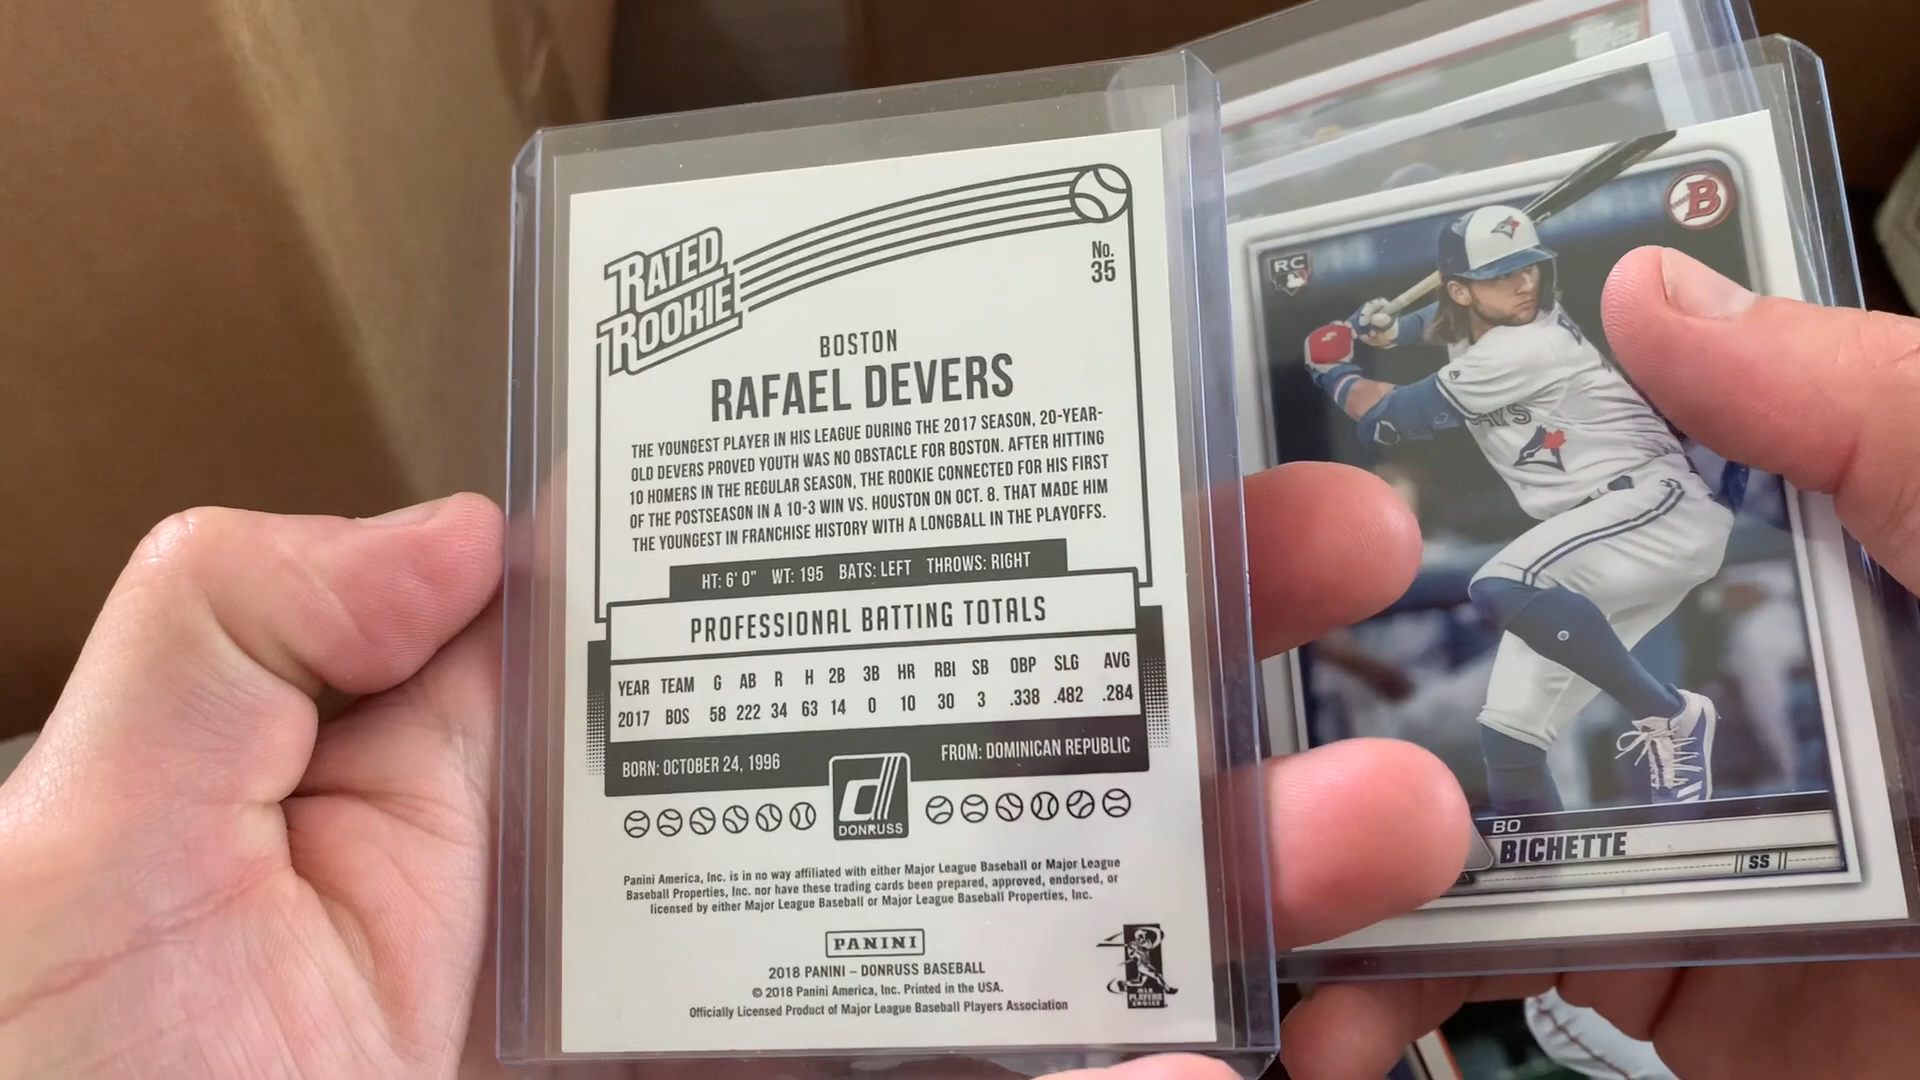 RATED
ROOKIE
No.
35
BOSTON
RAFAEL DEVERS
THE YOUNGEST PLAYER IN HIS LEAGUE DURING THE 2017 SEASON, 20-YEAR-
OLD DEVERS PROVED YOUTH WAS NO OBSTACLE FOR BOSTON. AFTER HITTING
10 HOMERS IN THE REGULAR SEASON, THE ROOKIE CONNECTED FOR HIS FIRST
OF THE POSTSEASON IN A 10-3 WIN VS. HOUSTON ON OCT. 8. THAT MADE HIM
THE YOUNGEST IN FRANCHISE HISTORY WITH A LONGBALL IN THE PLAYOFFS.
HT: 6' 0" WT: 195 BATS: LEFT THROWS: RIGHT
PROFESSIONAL BATTING TOTALS
YEAR TEAM G AB R H 2B 3B HR RBI SB OBP SLG AVG
2017 BOS 58 222 34 63 14 0 10 30 3 .338 .482 .284
BORN: OCTOBER 24, 1996
FROM: DOMINICAN REPUBLIC
d
DONRUSS
Panini America, Inc. is in no way affiliated with either Major League Baseball or Major League
Baseball Properties, Inc. nor have these trading cards been prepared, approved, endorsed, or
licensed by either Major League Baseball or Major League Baseball Properties, Inc.
PANINI
2018 PANINI – DONRUSS BASEBALL
© 2018 Panini America, Inc. Printed in the USA.
Officially Licensed Product of Major League Baseball Players Association
MLB
PLAYERS
CHOICE
TOPPS
B
RC
BO
BICHETTE
SS